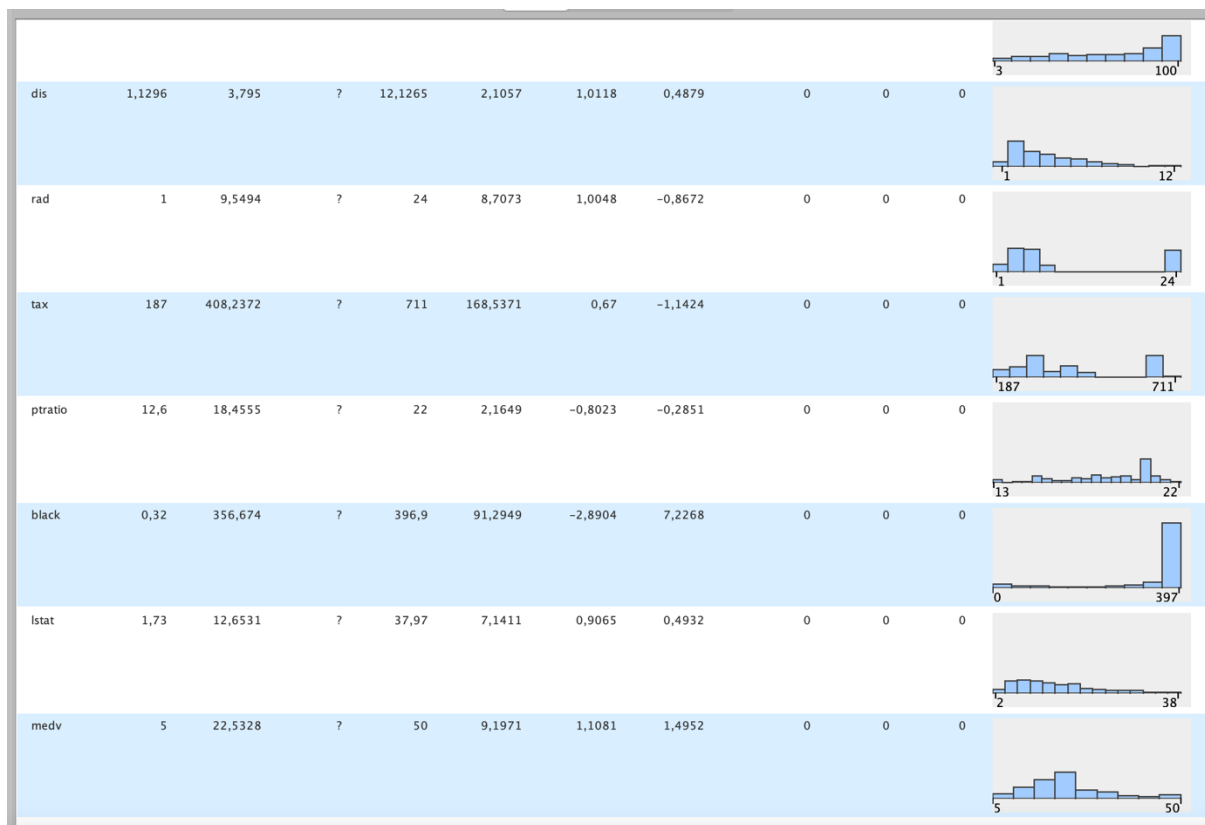 3 100
dis 1,1296 3,795 ? 12,1265 2,1057 1,0118 0,4879 0 0 0
1 12
rad 1 9,5494 ? 24 8,7073 1,0048 −0,8672 0 0 0
1 24
tax 187 408,2372 ? 711 168,5371 0,67 −1,1424 0 0 0
187 711
ptratio 12,6 18,4555 ? 22 2,1649 −0,8023 −0,2851 0 0 0
13 22
black 0,32 356,674 ? 396,9 91,2949 −2,8904 7,2268 0 0 0
0 397
lstat 1,73 12,6531 ? 37,97 7,1411 0,9065 0,4932 0 0 0
2 38
medv 5 22,5328 ? 50 9,1971 1,1081 1,4952 0 0 0
5 50